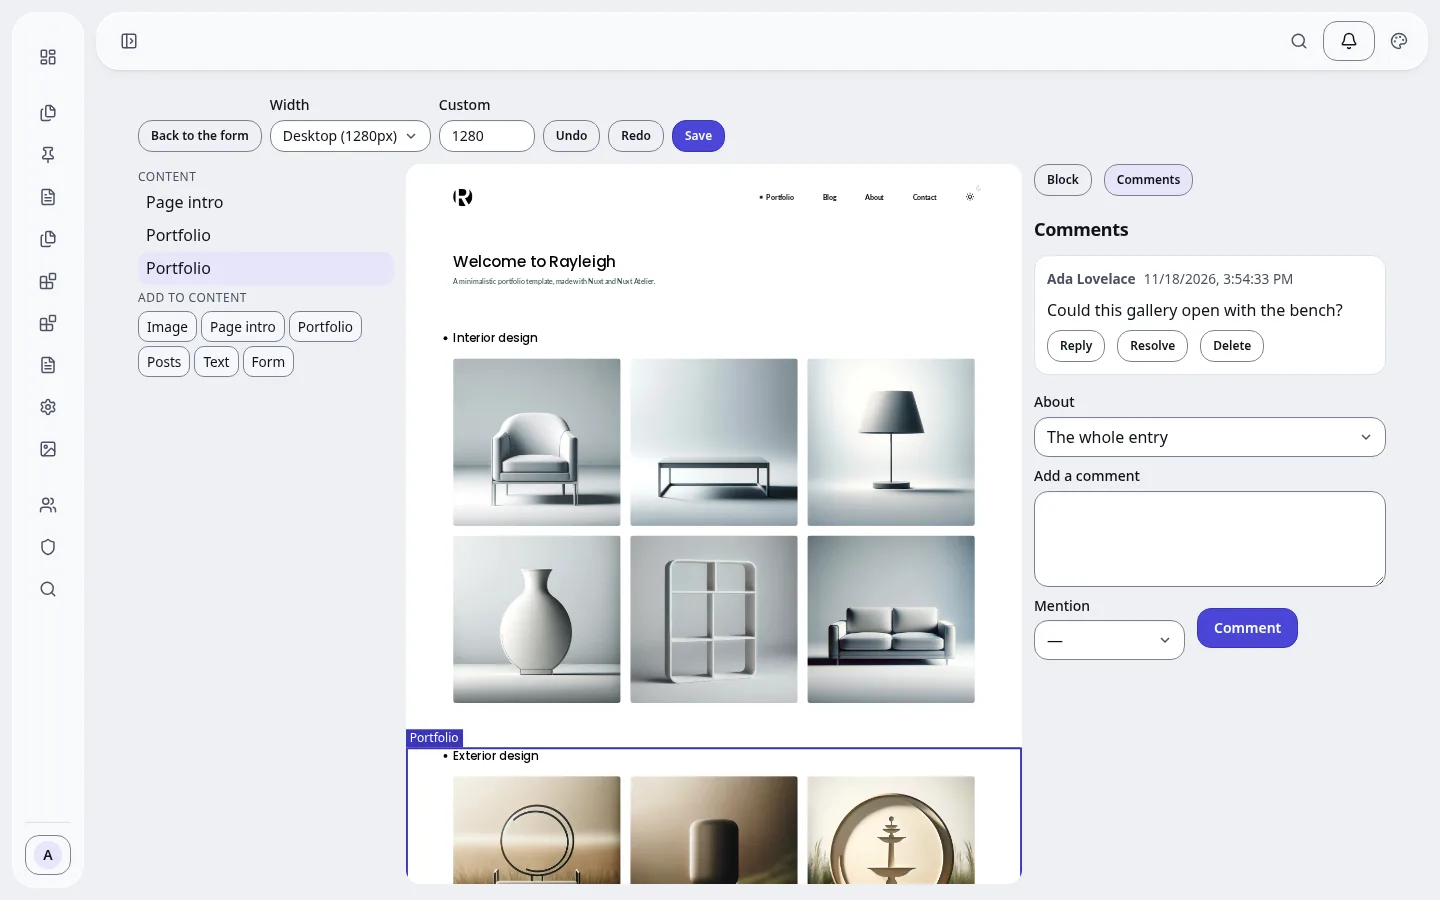 Width
Custom
Back to the form
Desktop (1280px)
1280
Undo
Redo
Save
CONTENT
Page intro
Portfolio
Portfolio
ADD TO CONTENT
Image
Page intro
Portfolio
Posts
Text
Form
A
R
• Portfolio
Blog
About
Contact
Welcome to Rayleigh
A minimalistic portfolio template, made with Nuxt and Nuxt Atelier.
• Interior design
Portfolio
• Exterior design
Block
Comments
Comments
Ada Lovelace 11/18/2026, 3:54:33 PM
Could this gallery open with the bench?
Reply
Resolve
Delete
About
The whole entry
Add a comment
Mention
—
Comment